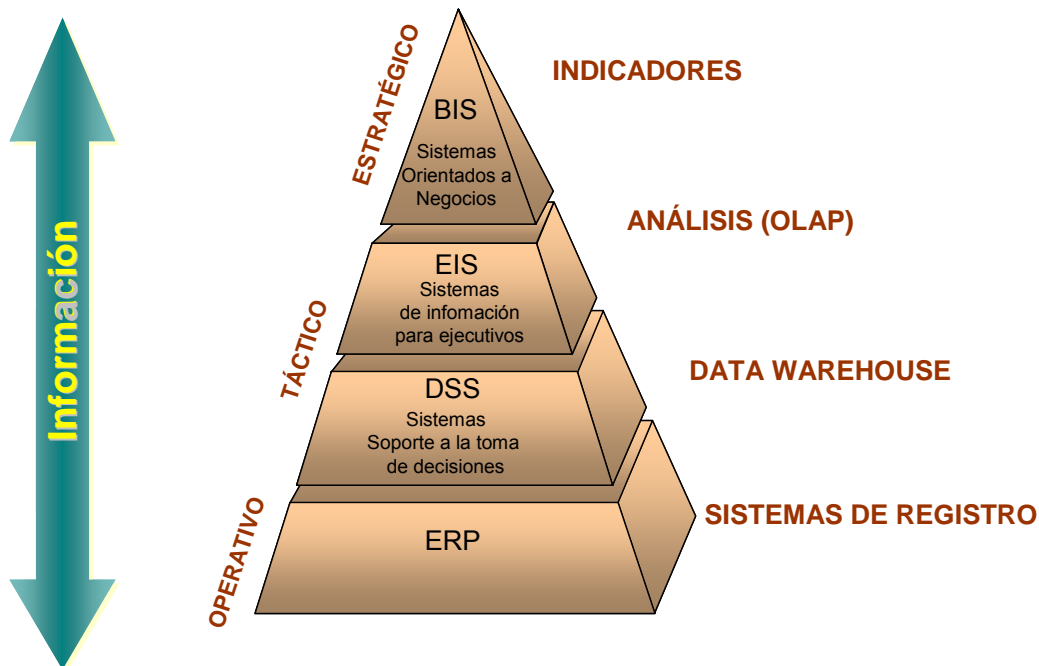 Información
ESTRATÉGICO
BIS
Sistemas
Orientados a
Negocios
INDICADORES
ANÁLISIS (OLAP)
TÁCTICO
EIS
Sistemas
de infomación
para ejecutivos
DATA WAREHOUSE
DSS
Sistemas
Soporte a la toma
de decisiones
OPERATIVO
ERP
SISTEMAS DE REGISTRO